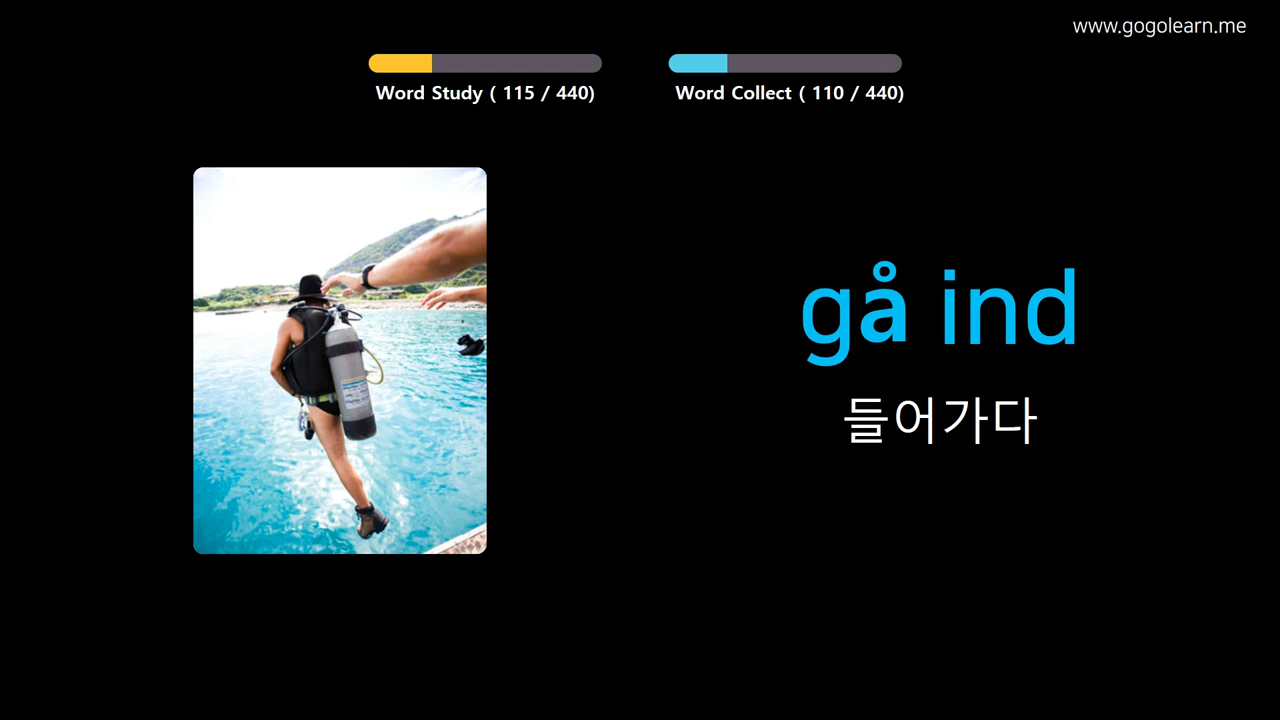 www.gogolearn.me
Word Study ( 115 / 440)
Word Collect ( 110 / 440)
gå ind
들어가다